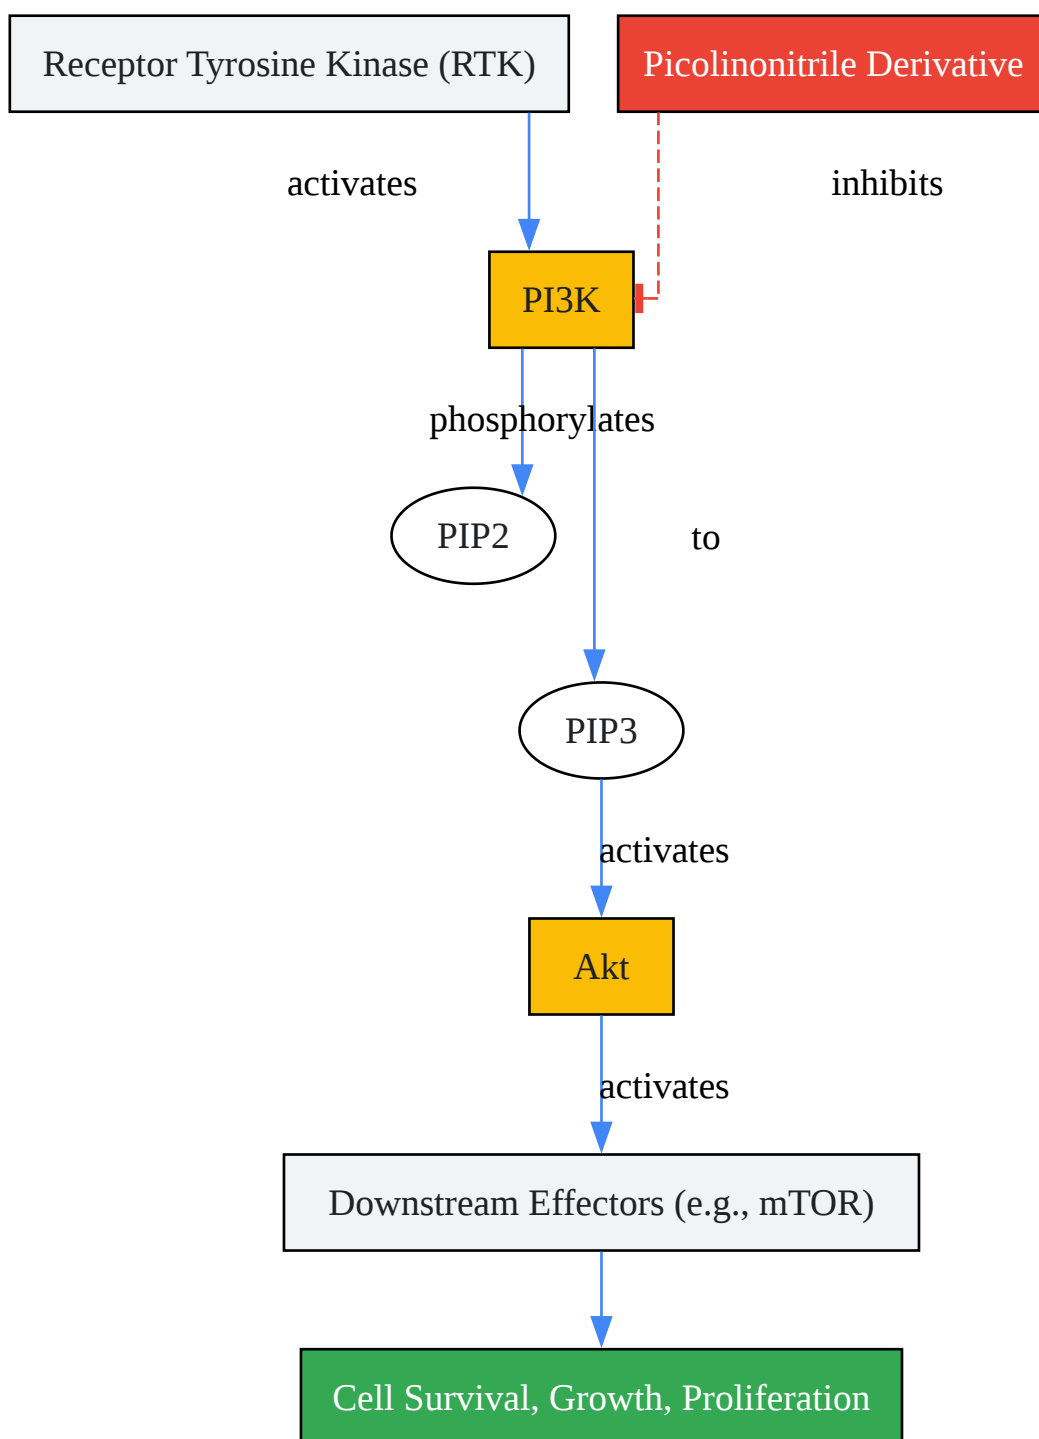 Receptor Tyrosine Kinase (RTK)
Picolinonitrile Derivative
activates
inhibits
PI3K
phosphorylates
PIP2
to
PIP3
activates
Akt
activates
Downstream Effectors (e.g., mTOR)
Cell Survival, Growth, Proliferation